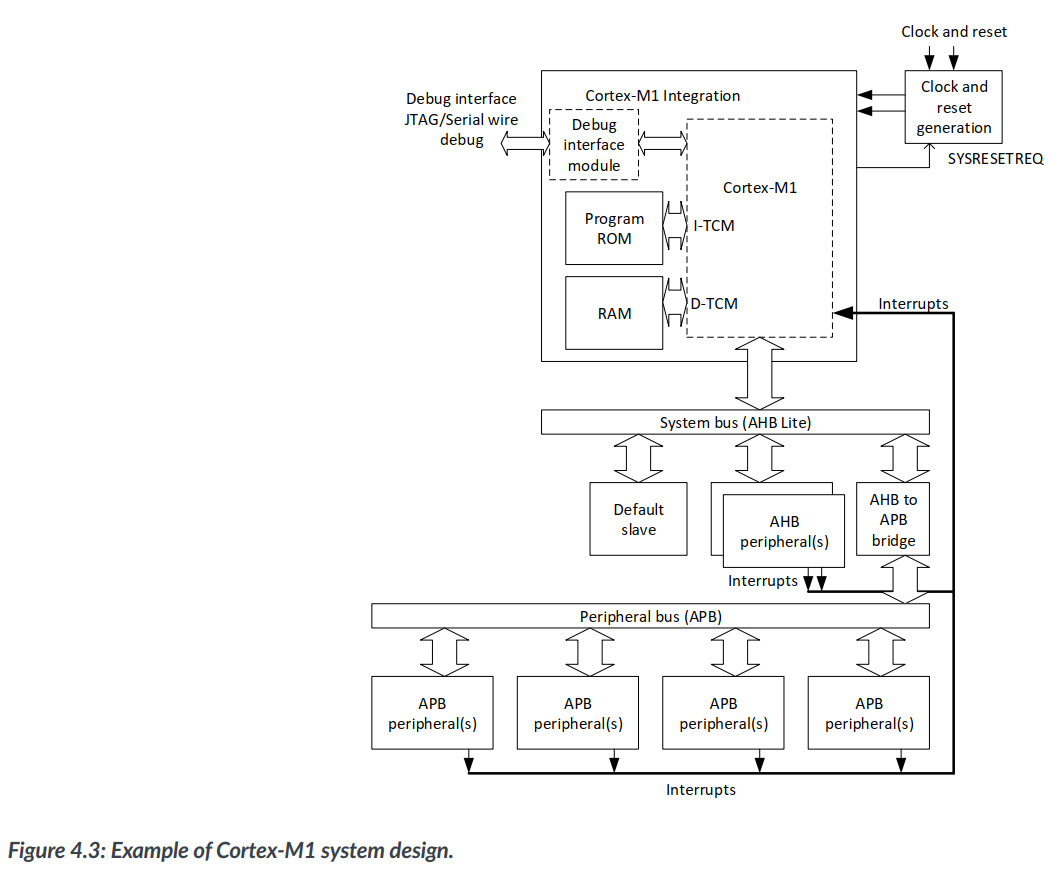 Clock and reset
Clock and
reset
generation
SYSRESETREQ
Cortex-M1 Integration
Debug interface
JTAG/Serial wire
debug
Debug
interface
module
Cortex-M1
Program
ROM
I-TCM
RAM
D-TCM
Interrupts
System bus (AHB Lite)
Default
slave
AHB
peripheral(s)
AHB to
APB
bridge
Interrupts
Peripheral bus (APB)
APB
peripheral(s)
APB
peripheral(s)
APB
peripheral(s)
APB
peripheral(s)
Interrupts
Figure 4.3: Example of Cortex-M1 system design.